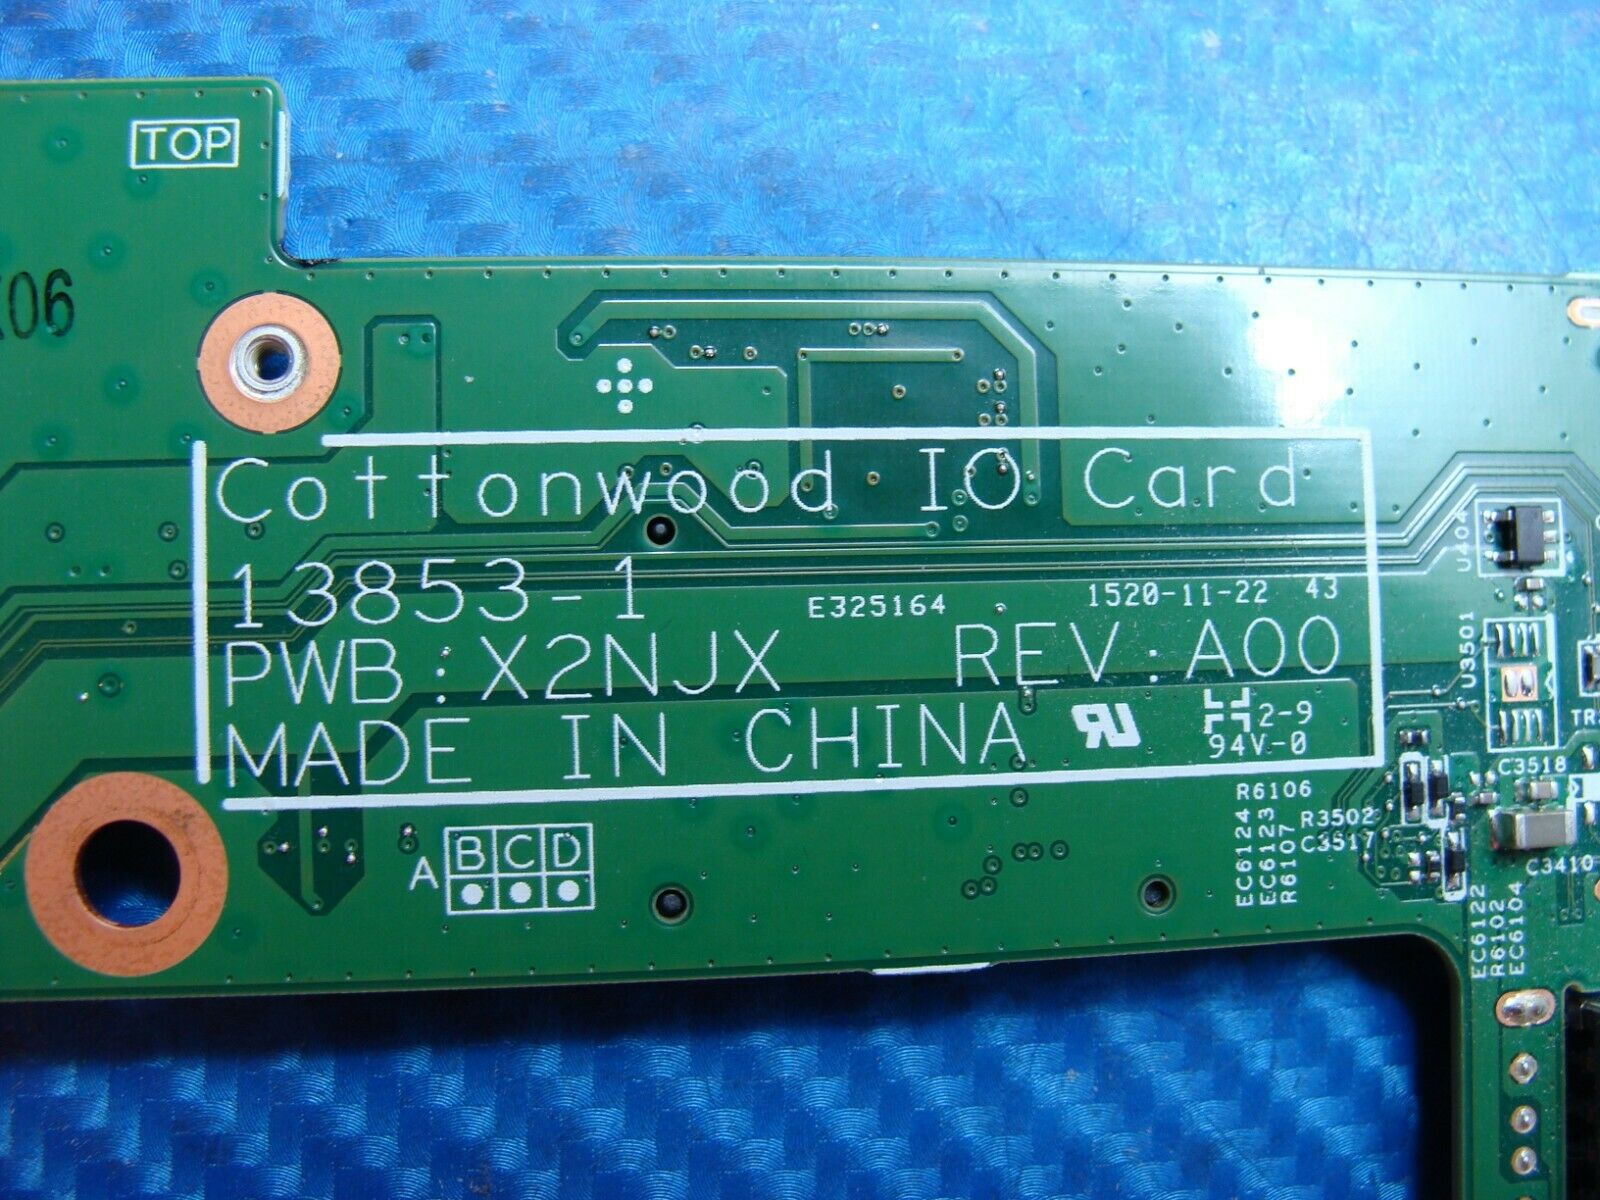 TOP
06
Cottonwood IO Card
13853-1
E325164
1520-11-22 43
PWB:X2NJX REV:A00
MADE IN CHINA
2-9
94V-0
A
B C D
U404
U3501
C3518
R6106
R3502
C3517
EC6124
EC6123
R6107
C3410
EC6122
R6102
EC6104